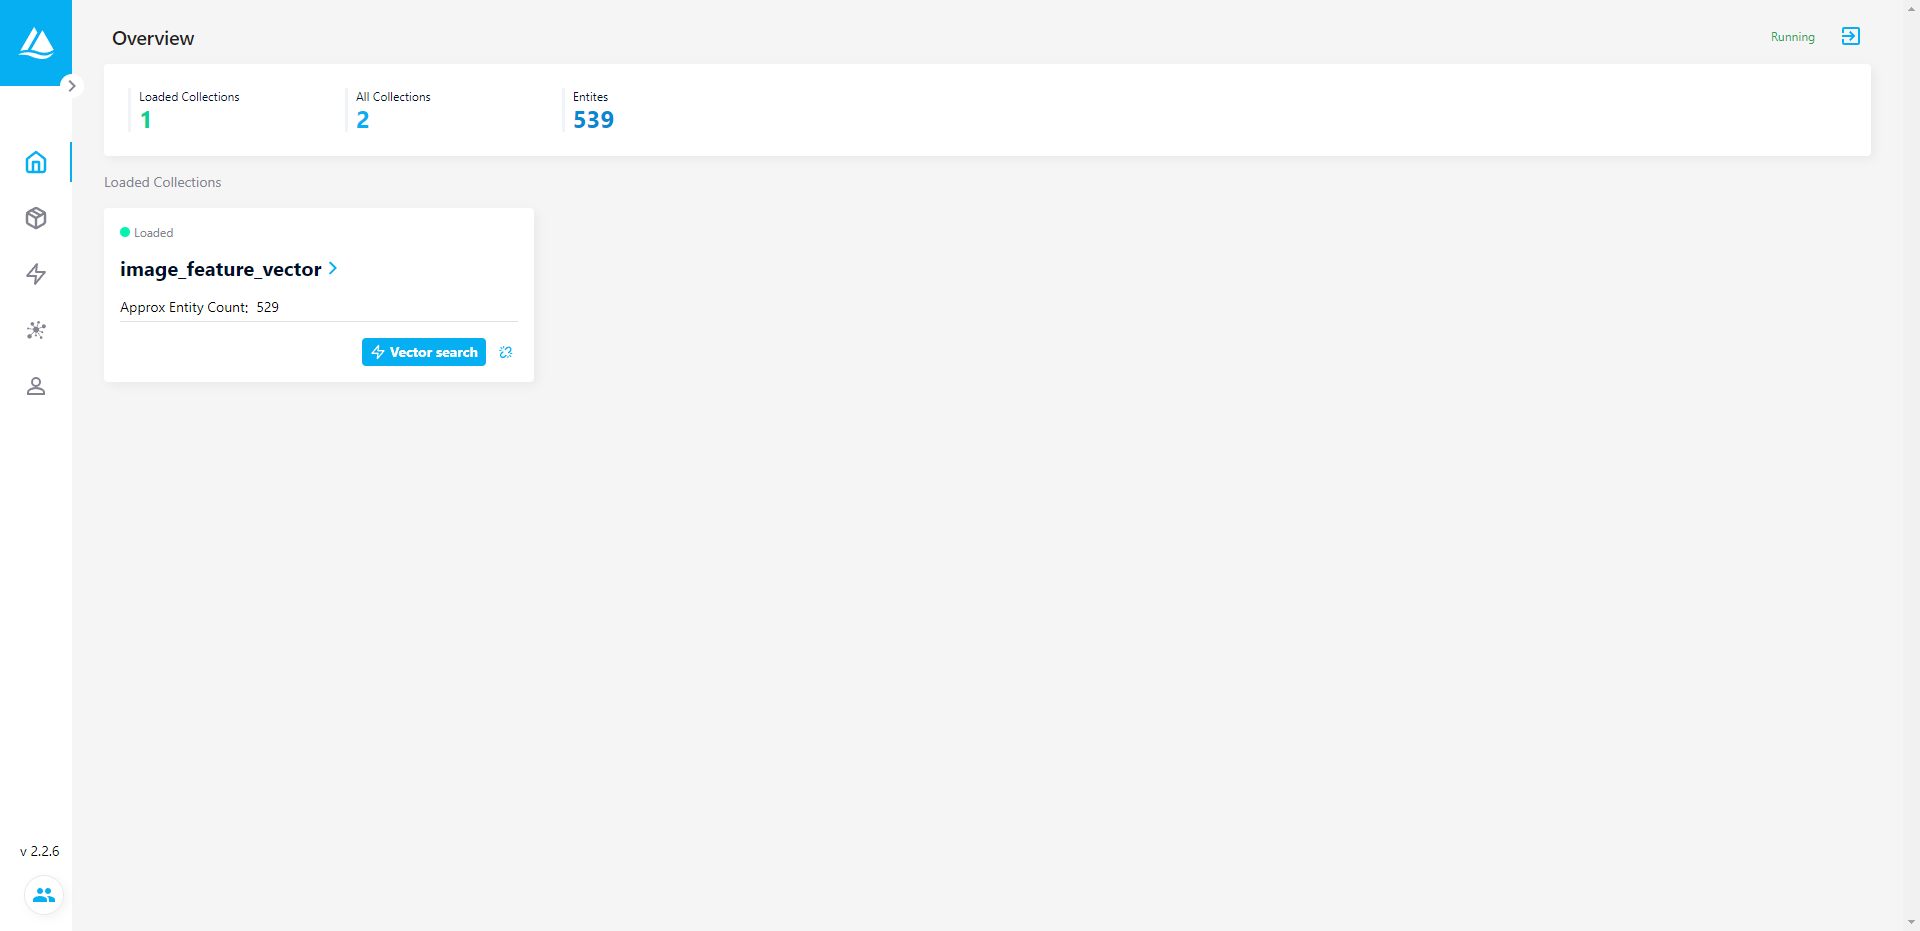 Overview
Running
Loaded Collections
1
All Collections
2
Entites
539
Loaded Collections
Loaded
image_feature_vector
Approx Entity Count: 529
Vector search
v 2.2.6